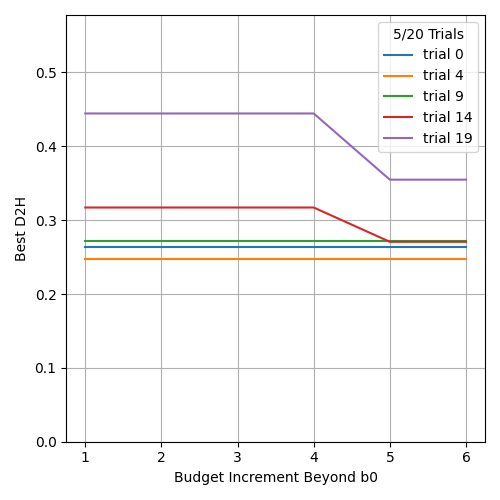 5/20 Trials
trial 0
trial 4
trial 9
trial 14
trial 19
Best D2H
0.5
0.4
0.3
0.2
0.1
0.0
1 2 3 4 5 6
Budget Increment Beyond b0